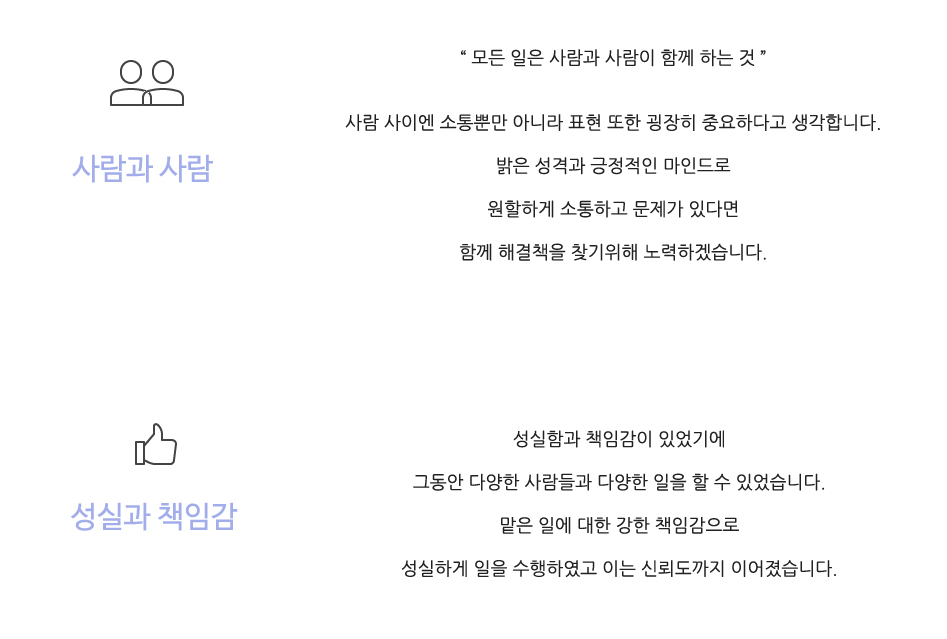 “ 모든 일은 사람과 사람이 함께 하는 것 ”
사람과 사람
사람 사이엔 소통뿐만 아니라 표현 또한 굉장히 중요하다고 생각합니다.
밝은 성격과 긍정적인 마인드로
원할하게 소통하고 문제가 있다면
함께 해결책을 찾기위해 노력하겠습니다.
성실과 책임감
성실함과 책임감이 있었기에
그동안 다양한 사람들과 다양한 일을 할 수 있었습니다.
맡은 일에 대한 강한 책임감으로
성실하게 일을 수행하였고 이는 신뢰도까지 이어졌습니다.